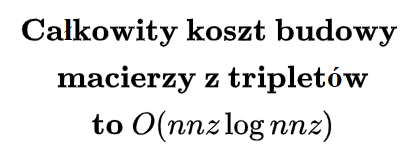 Całkowity koszt budowy
macierzy z tripletów
to O(nnz log nnz)